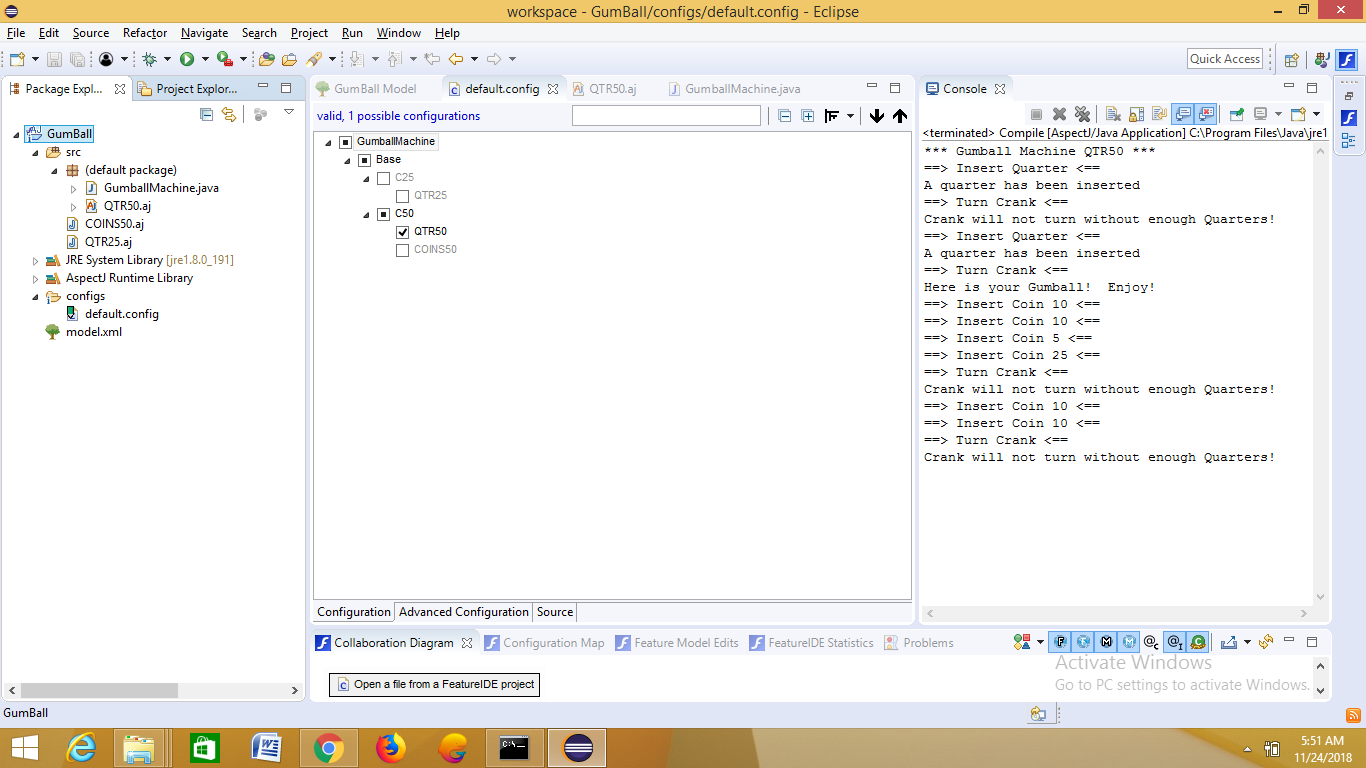 workspace - GumBall/configs/default.config - Eclipse
File Edit Source Refactor Navigate Search Project Run Window Help
Quick Access
Package Expl...
Project Explor...
GumBall
src
(default package)
GumballMachine.java
QTR50.aj
COINS50.aj
QTR25.aj
JRE System Library [jre1.8.0_191]
AspectJ Runtime Library
configs
default.config
model.xml
GumBall Model
default.config
QTR50.aj
GumballMachine.java
valid, 1 possible configurations
GumballMachine
Base
C25
QTR25
C50
QTR50
COINS50
Configuration
Advanced Configuration
Source
Console
<terminated> Compile [AspectJ/Java Application] C:\Program Files\Java\jre1
*** Gumball Machine QTR50 ***
==> Insert Quarter <==
A quarter has been inserted
==> Turn Crank <==
Crank will not turn without enough Quarters!
==> Insert Quarter <==
A quarter has been inserted
==> Turn Crank <==
Here is your Gumball!  Enjoy!
==> Insert Coin 10 <==
==> Insert Coin 10 <==
==> Insert Coin 5 <==
==> Insert Coin 25 <==
==> Turn Crank <==
Crank will not turn without enough Quarters!
==> Insert Coin 10 <==
==> Insert Coin 10 <==
==> Turn Crank <==
Crank will not turn without enough Quarters!
Collaboration Diagram
Configuration Map
Feature Model Edits
FeatureIDE Statistics
Problems
Open a file from a FeatureIDE project
Activate Windows
Go to PC settings to activate Windows.
GumBall
5:51 AM
11/24/2018